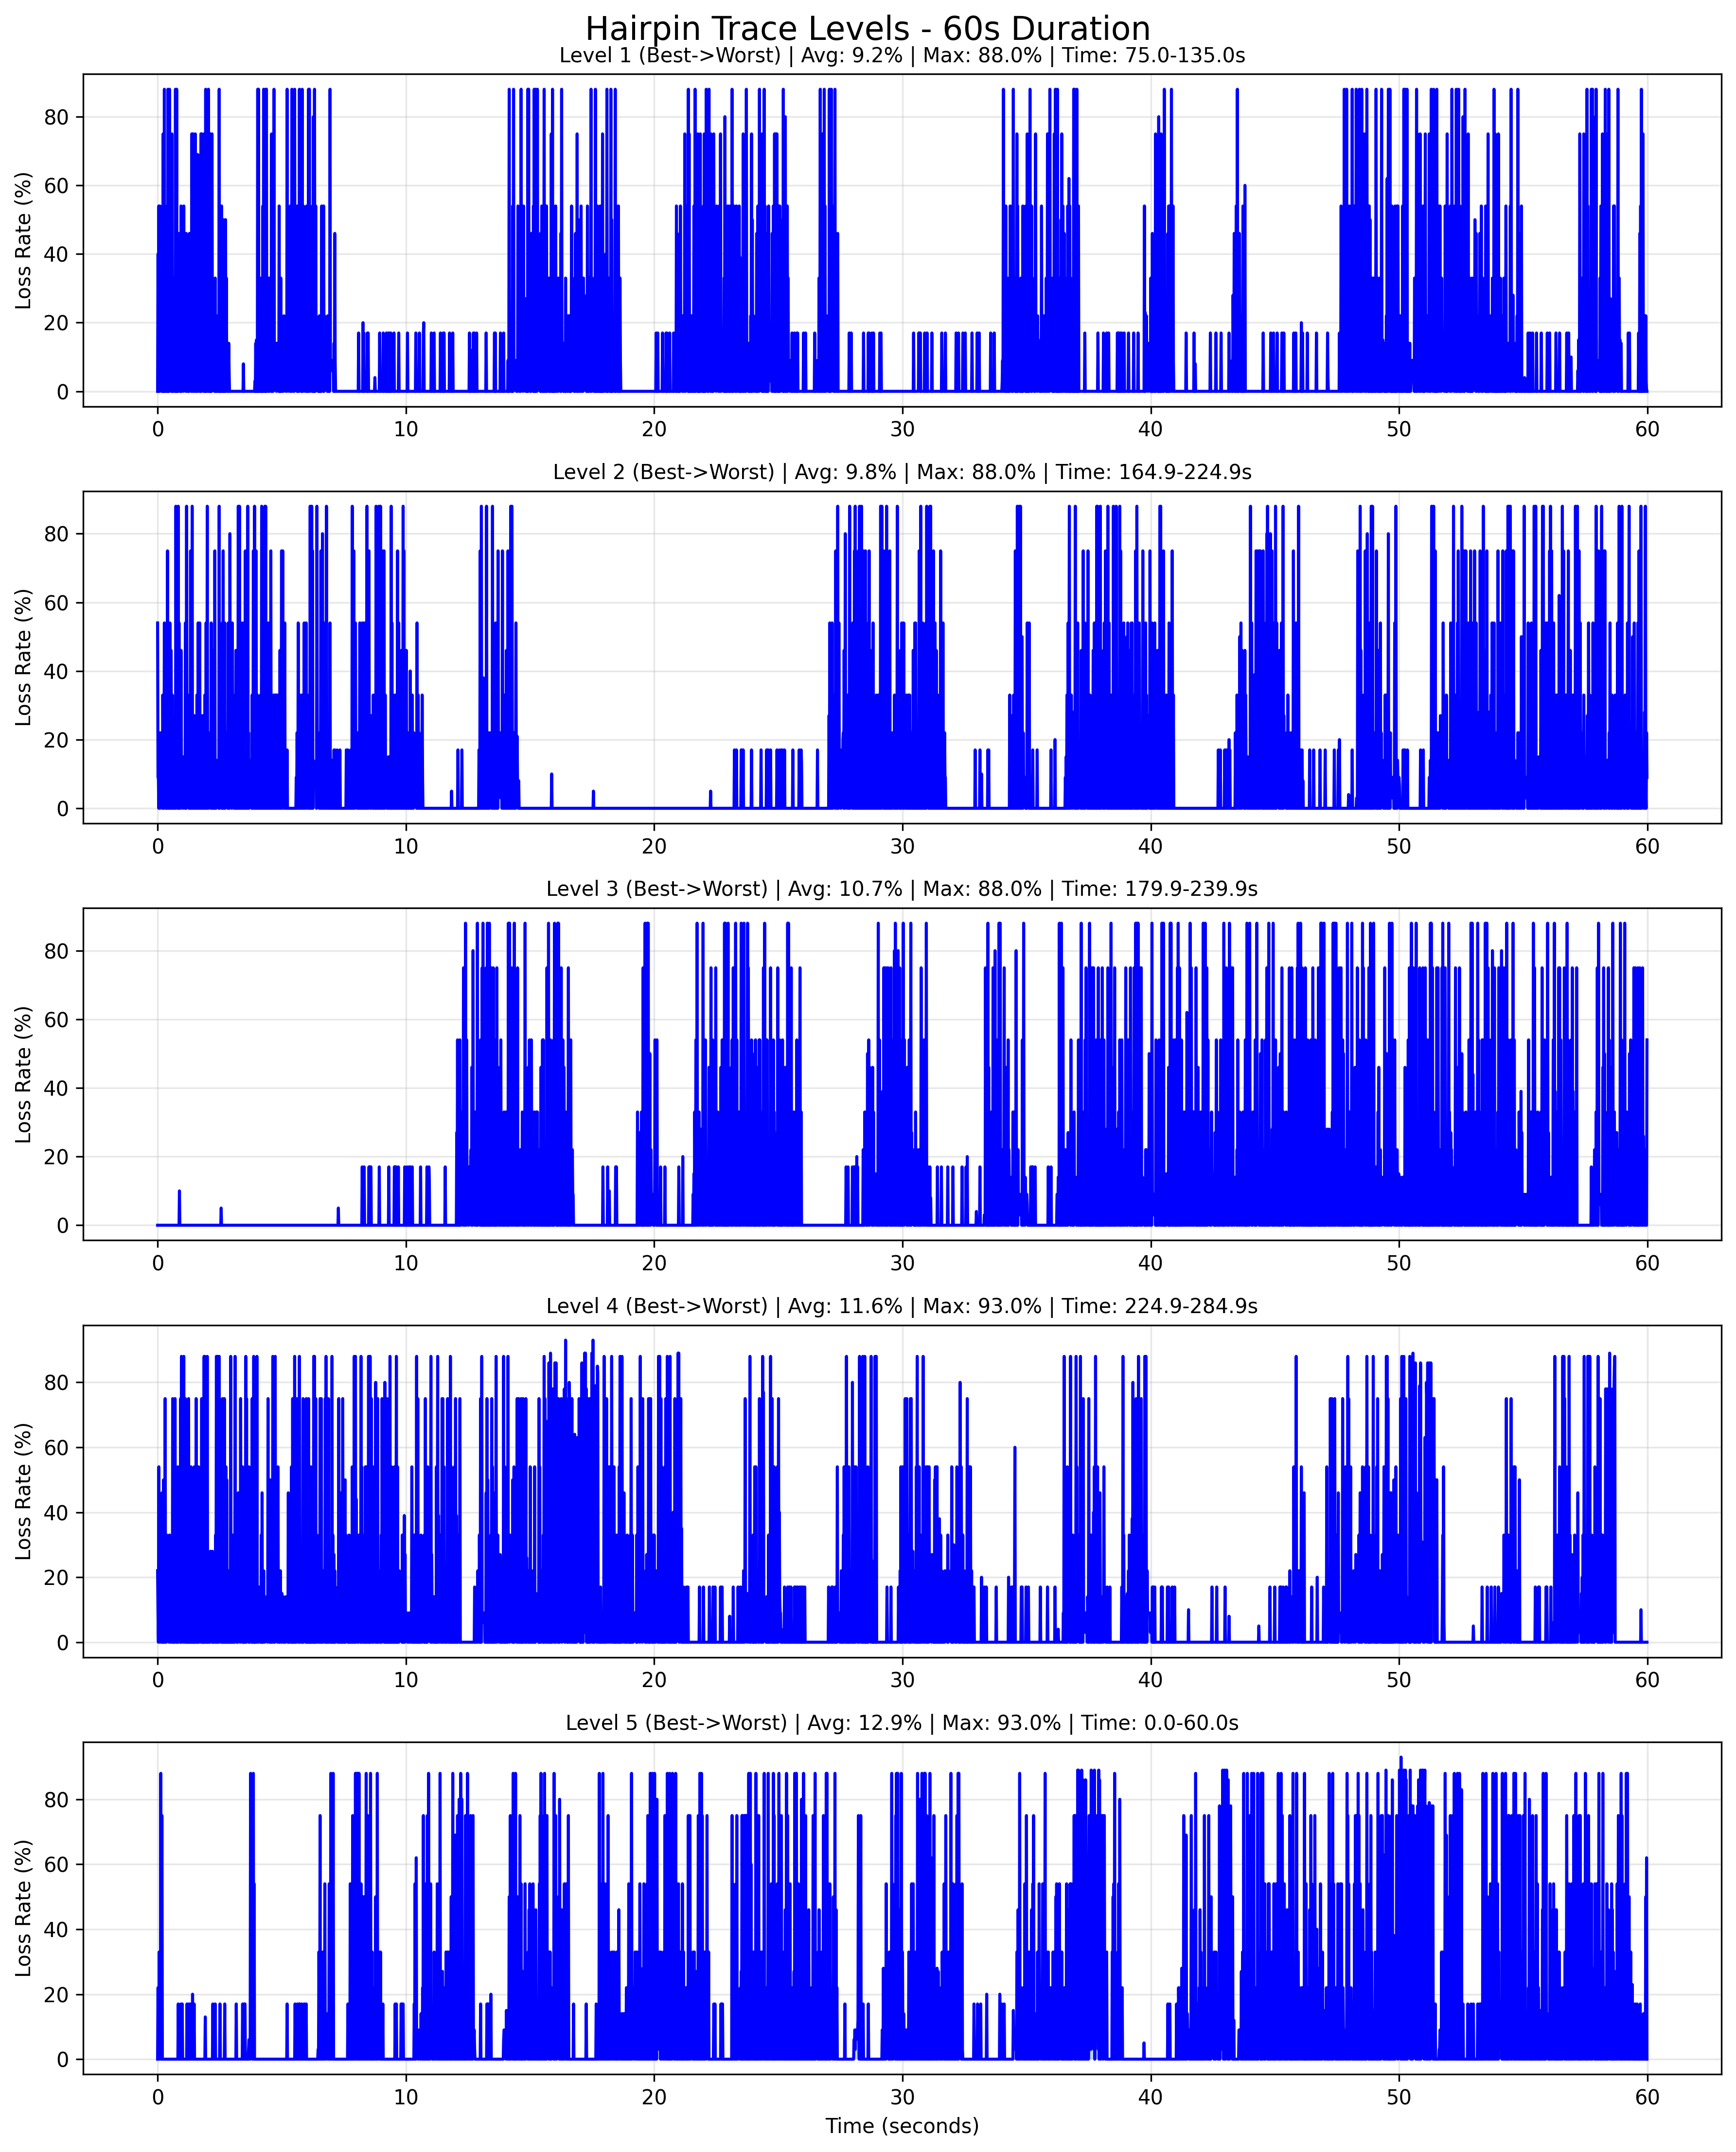 Hairpin Trace Levels - 60s Duration
Level 1 (Best->Worst) | Avg: 9.2% | Max: 88.0% | Time: 75.0-135.0s
Loss Rate (%)
80
60
40
20
0
0 10 20 30 40 50 60
Level 2 (Best->Worst) | Avg: 9.8% | Max: 88.0% | Time: 164.9-224.9s
Loss Rate (%)
80
60
40
20
0
0 10 20 30 40 50 60
Level 3 (Best->Worst) | Avg: 10.7% | Max: 88.0% | Time: 179.9-239.9s
Loss Rate (%)
80
60
40
20
0
0 10 20 30 40 50 60
Level 4 (Best->Worst) | Avg: 11.6% | Max: 93.0% | Time: 224.9-284.9s
Loss Rate (%)
80
60
40
20
0
0 10 20 30 40 50 60
Level 5 (Best->Worst) | Avg: 12.9% | Max: 93.0% | Time: 0.0-60.0s
Loss Rate (%)
80
60
40
20
0
0 10 20 30 40 50 60
Time (seconds)